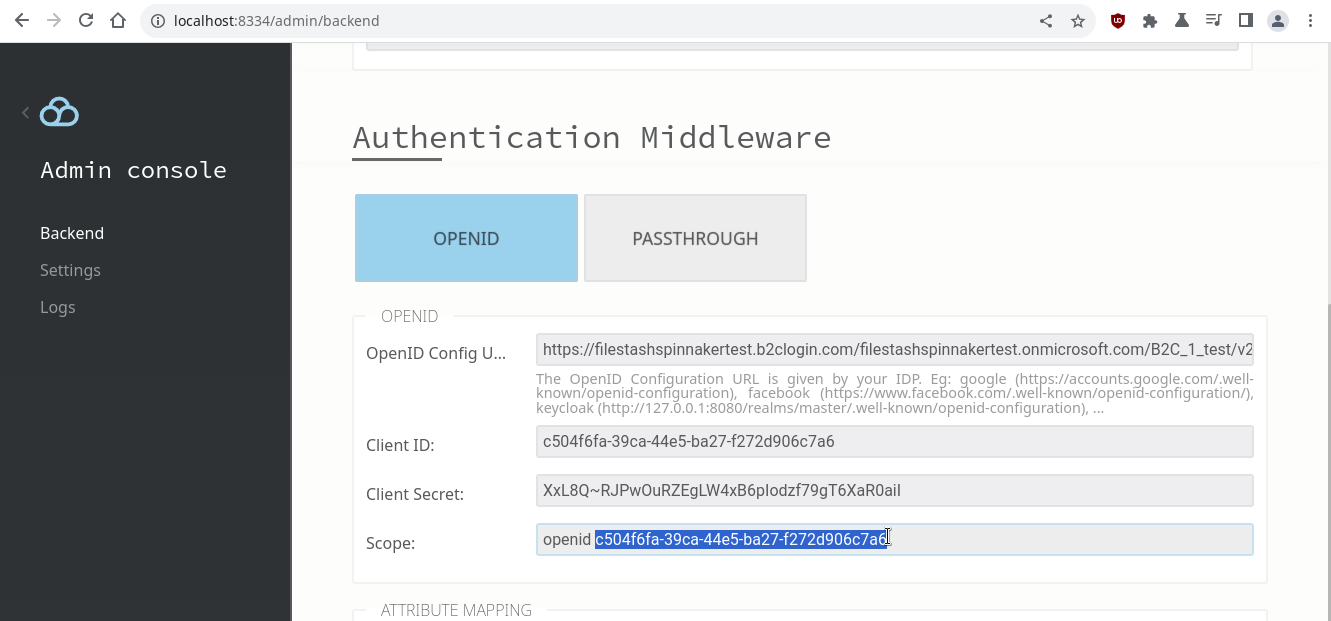 localhost:8334/admin/backend
Admin console
Backend
Settings
Logs
Authentication Middleware
OPENID
PASSTHROUGH
OPENID
OpenID Config U...
https://filestashspinnakertest.b2clogin.com/filestashspinnakertest.onmicrosoft.com/B2C_1_test/v2
The OpenID Configuration URL is given by your IDP. Eg: google (https://accounts.google.com/.well-
known/openid-configuration), facebook (https://www.facebook.com/.well-known/openid-configuration/),
keycloak (http://127.0.0.1:8080/realms/master/.well-known/openid-configuration), ...
Client ID:
c504f6fa-39ca-44e5-ba27-f272d906c7a6
Client Secret:
XxL8Q~RJPwOuRZEgLW4xB6pIodzf79gT6XaR0aiI
Scope:
openid c504f6fa-39ca-44e5-ba27-f272d906c7a6
ATTRIBUTE MAPPING